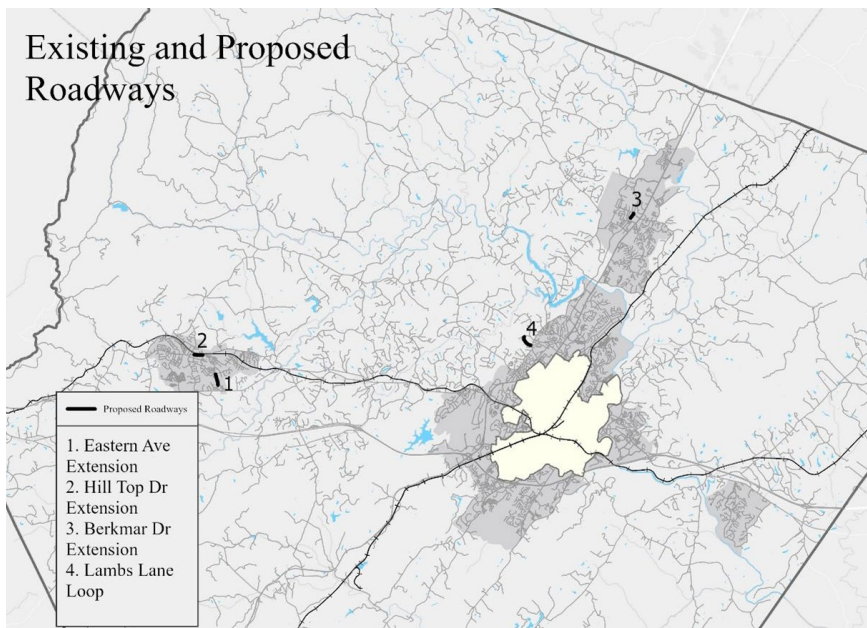 Existing and Proposed
Roadways
3
4
2
1
Proposed Roadways
1. Eastern Ave
Extension
2. Hill Top Dr
Extension
3. Berkmar Dr
Extension
4. Lambs Lane
Loop